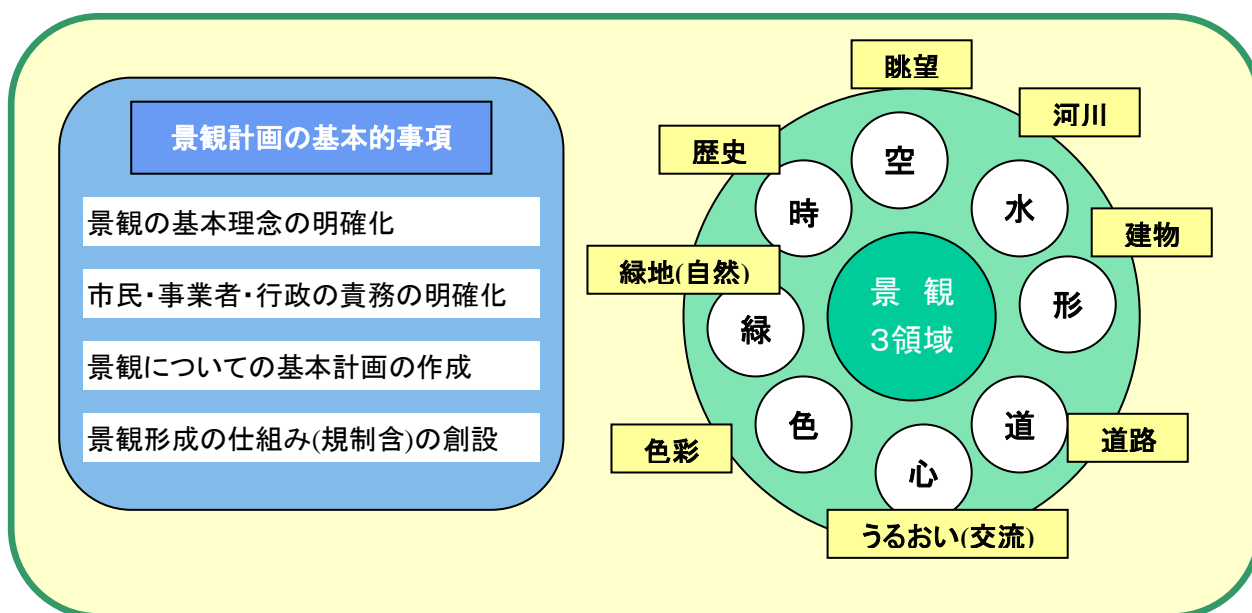 景観計画の基本的事項
景観の基本理念の明確化
市民・事業者・行政の責務の明確化
景観についての基本計画の作成
景観形成の仕組み(規制含)の創設
眺望
空
河川
水
建物
形
道路
道
うるおい(交流)
心
色彩
色
緑地(自然)
緑
歴史
時
景 観
3領域